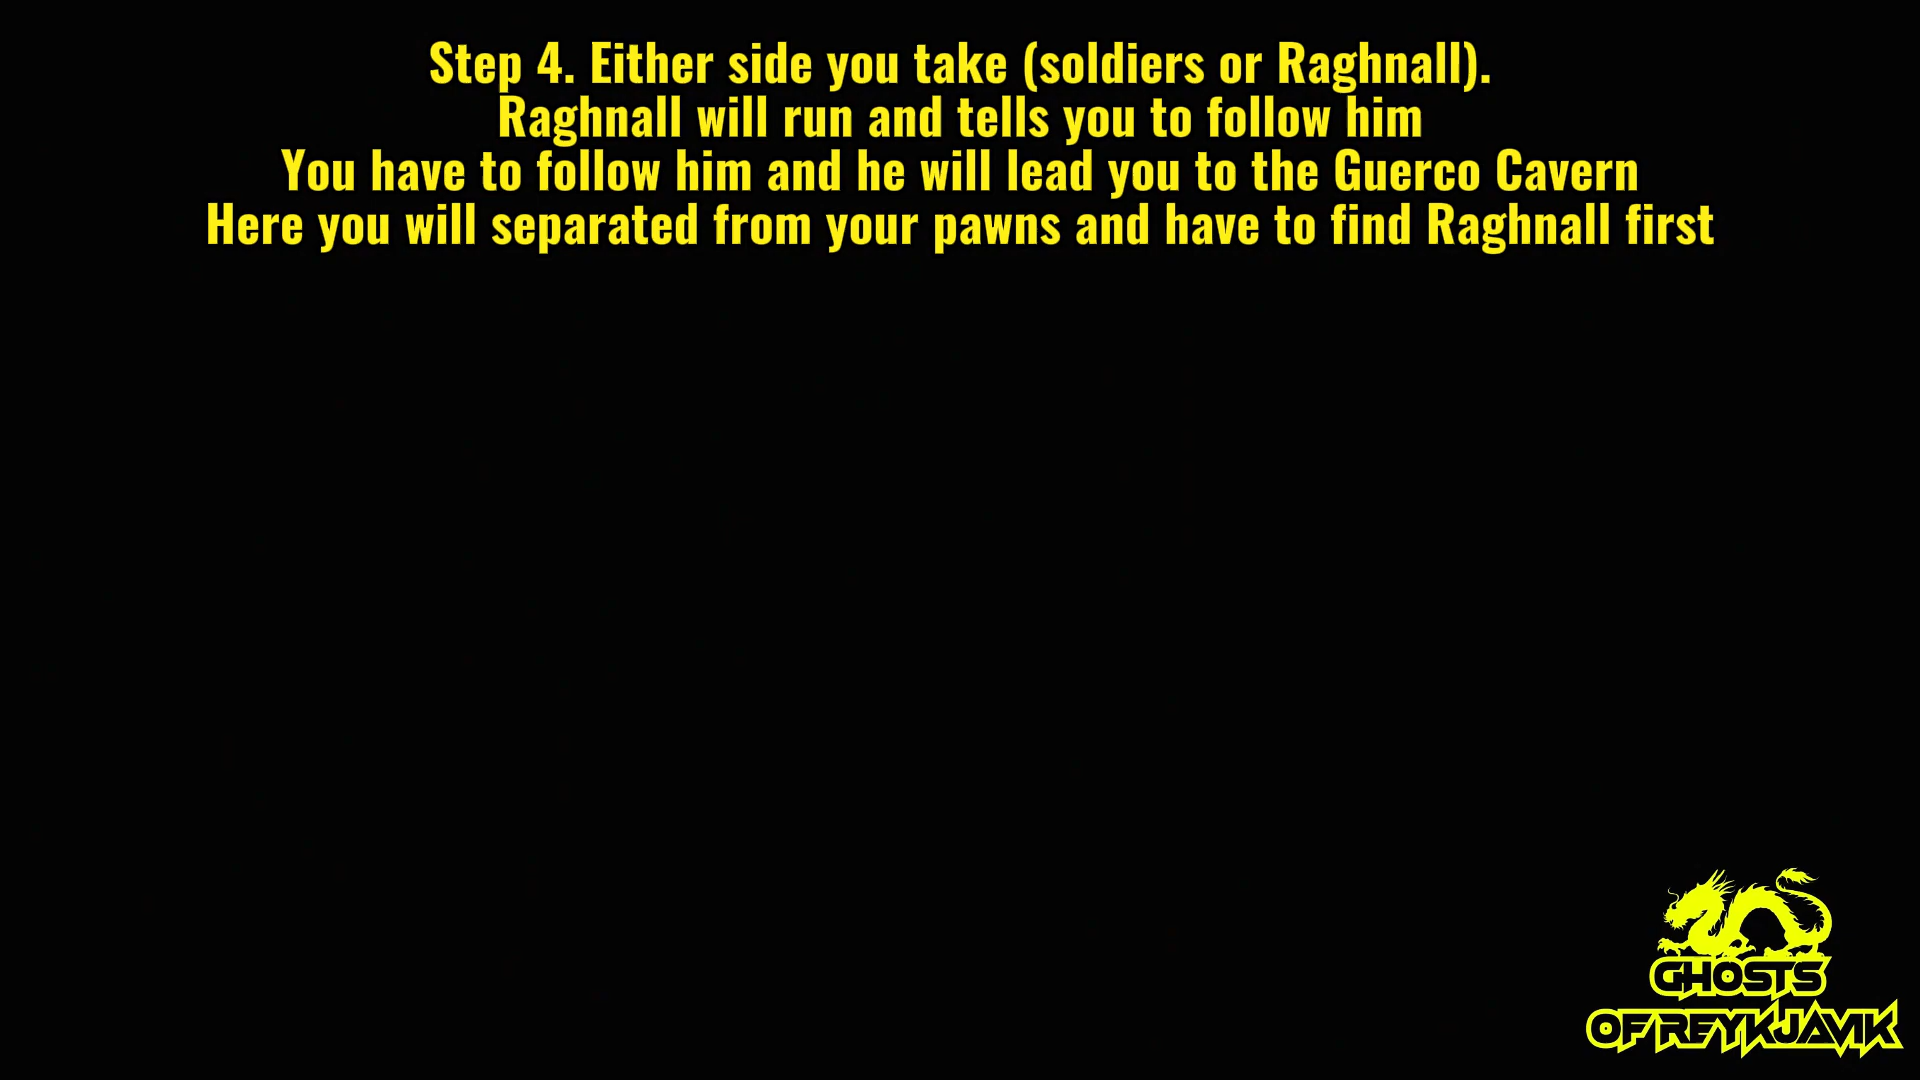 Step 4. Either side you take (soldiers or Raghnall).
Raghnall will run and tells you to follow him
You have to follow him and he will lead you to the Guerco Cavern
Here you will separated from your pawns and have to find Raghnall first
GHOSTS
OF REYKJAVIK